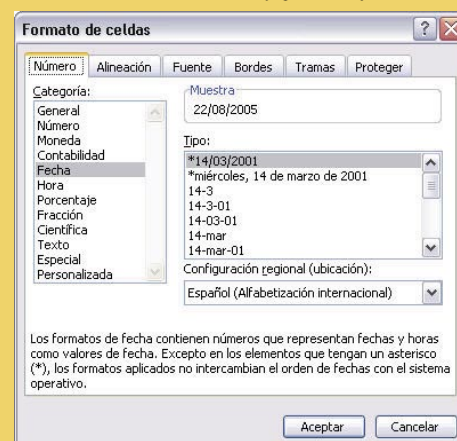 Formato de celdas
Número Alineación Fuente Bordes Tramas Proteger
Categoría:
General
Número
Moneda
Contabilidad
Fecha
Hora
Porcentaje
Fracción
Científica
Texto
Especial
Personalizada
Muestra
22/08/2005
Tipo:
*14/03/2001
*miércoles, 14 de marzo de 2001
14-3
14-3-01
14-03-01
14-mar
14-mar-01
Configuración regional (ubicación):
Español (Alfabetización internacional)
Los formatos de fecha contienen números que representan fechas y horas
como valores de fecha. Excepto en los elementos que tengan un asterisco
(*), los formatos aplicados no intercambian el orden de fechas con el sistema
operativo.
Aceptar Cancelar